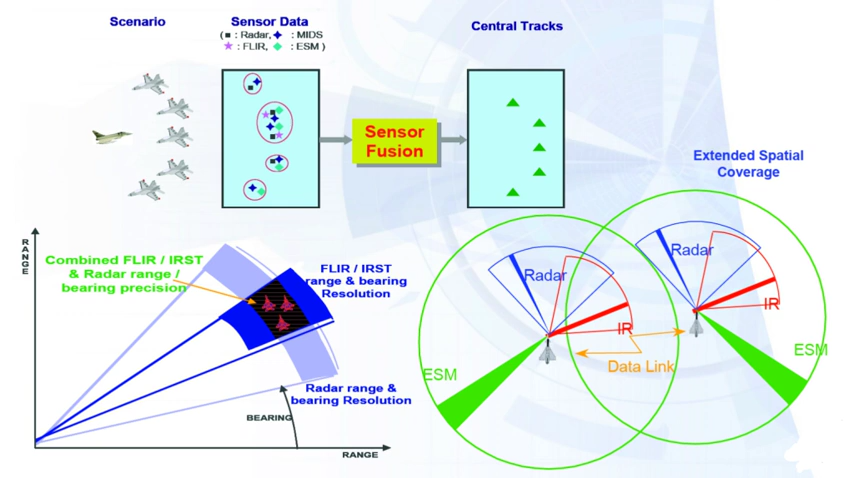 Scenario
Sensor Data
( ■ : Radar, ✦ : MIDS
★ : FLIR, ◆ : ESM )
Central Tracks
Sensor
Fusion
Extended Spatial
Coverage
RANGE
Combined FLIR / IRST
& Radar range /
bearing precision
FLIR / IRST
range & bearing
Resolution
Radar range &
bearing Resolution
BEARING
RANGE
Radar
IR
ESM
Data Link
Radar
IR
ESM